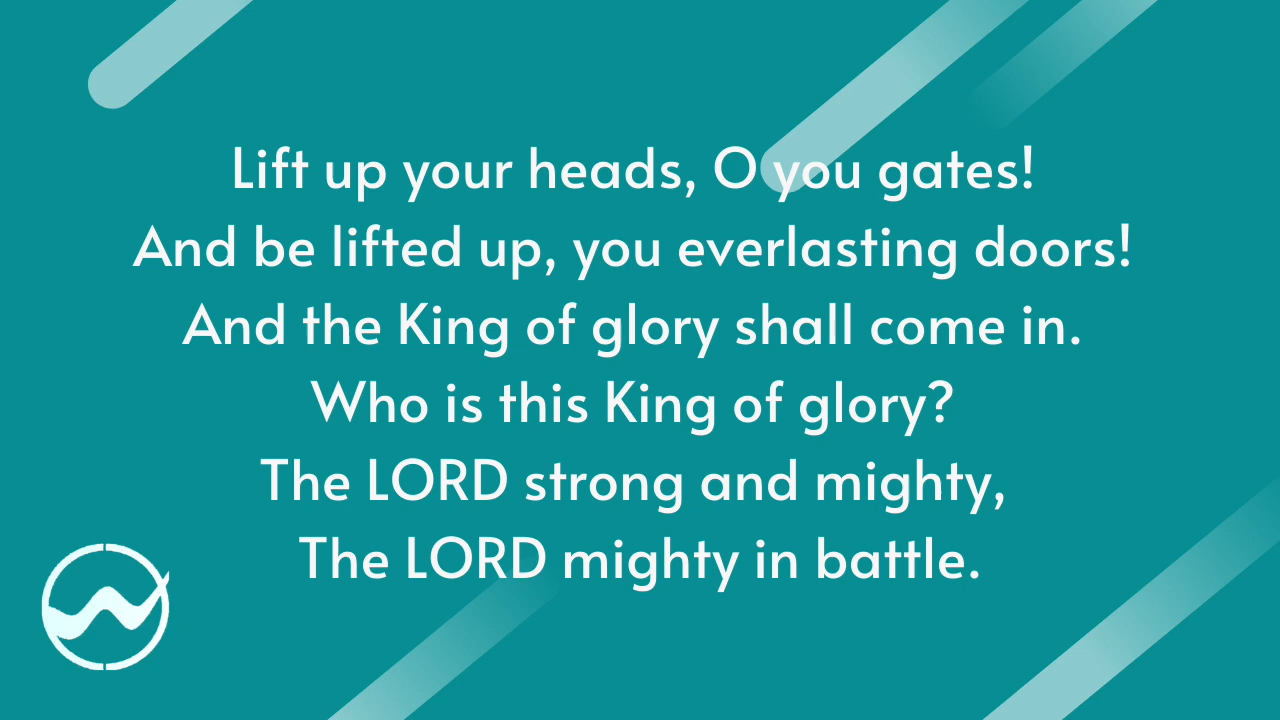 Lift up your heads, O you gates!
And be lifted up, you everlasting doors!
And the King of glory shall come in.
Who is this King of glory?
The LORD strong and mighty,
The LORD mighty in battle.